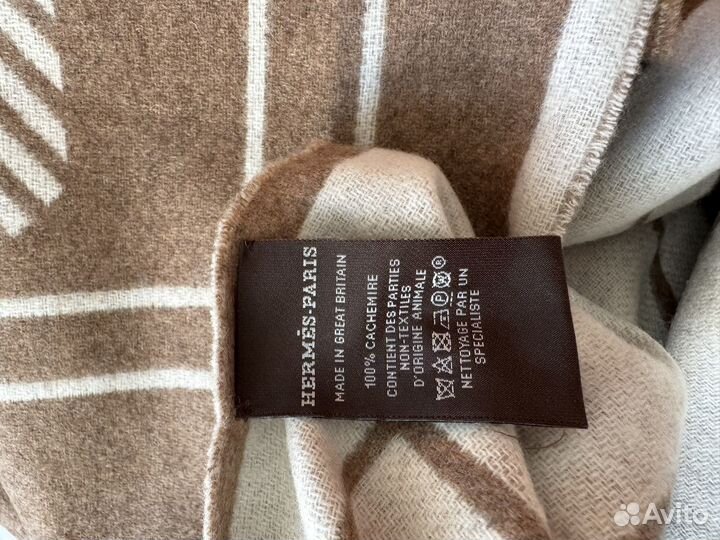 HERMÈS-PARIS
MADE IN GREAT BRITAIN
100% CACHEMIRE
CONTIENT DES PARTIES
NON-TEXTILES
D'ORIGINE ANIMALE
NETTOYAGE PAR UN
SPECIALISTE
Avito